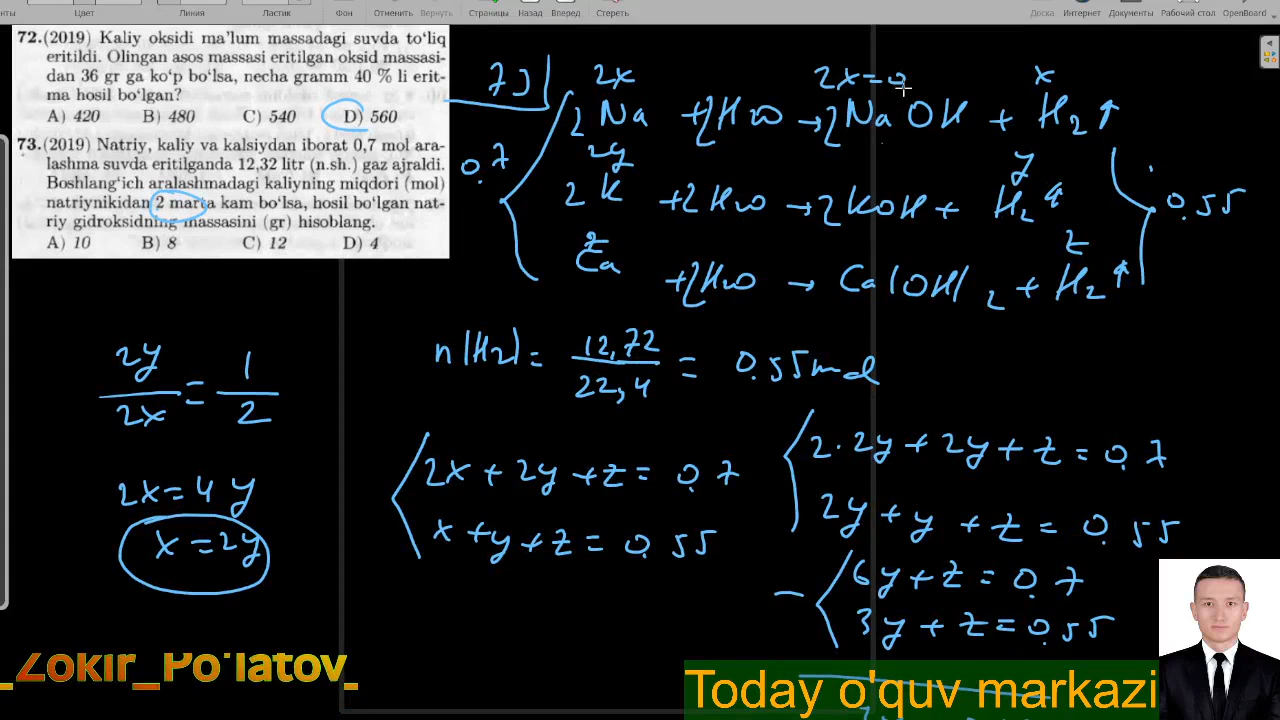 нты
Цвет
Линия
Ластик
Фон
Отменить
Вернуть
Страницы
Назад
Вперед
Стереть
Доска
Интернет
Документы
Рабочий стол
OpenBoard
72.(2019) Kaliy oksidi ma'lum massadagi suvda to'liq
eritildi. Olingan asos massasi eritilgan oksid massasi-
dan 36 gr ga ko'p bo'lsa, necha gramm 40 % li erit-
ma hosil bo'lgan?
A) 420 B) 480 C) 540 D) 560
73.(2019) Natriy, kaliy va kalsiydan iborat 0,7 mol ara-
lashma suvda eritilganda 12,32 litr (n.sh.) gaz ajraldi.
Boshlang'ich aralashmadagi kaliyning miqdori (mol)
natriynikidan 2 marta kam bo'lsa, hosil bo'lgan nat-
riy gidroksidning massasini (gr) hisoblang.
A) 10 B) 8 C) 12 D) 4
73
2x 2x=0 x
2Na + 2H2O → 2NaOH + H2↑
0.7
2y y
2K + 2H2O → 2KOH + H2↑
0.55
z z
Ca + 2H2O → Ca(OH)2 + H2↑
n(H2) = 12,72 / 22,4 = 0.55 mol
2y / 2x = 1 / 2
2x = 4y
x = 2y
2x + 2y + z = 0.7
x + y + z = 0.55
2·2y + 2y + z = 0.7
2y + y + z = 0.55
6y + z = 0.7
–
3y + z = 0.55
_Zokir_Po'latov_
Today o'quv markazi